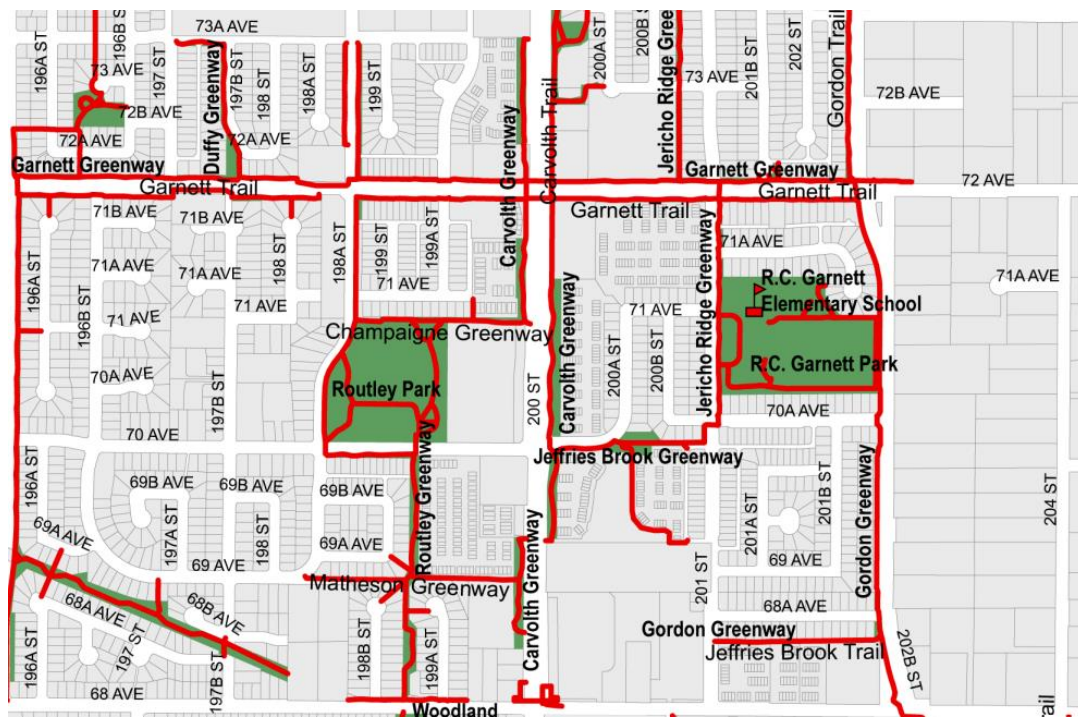 73A AVE
196A ST
196B ST
73 AVE
197 ST
Duffy Greenway
197B ST
198 ST
198A ST
199 ST
72B AVE
72A AVE
72A AVE
Garnett Greenway
Garnett Trail
Carvolth Greenway
Carvolth Trail
200A ST
200B ST
Jericho Ridge Gree
73 AVE
201B ST
202 ST
Gordon Trail
72B AVE
Garnett Greenway
Garnett Trail
72 AVE
Garnett Trail
71B AVE
71B AVE
196A ST
196B ST
71A AVE
71A AVE
71 AVE
71 AVE
70A AVE
197B ST
198 ST
198A ST
199 ST
199A ST
71 AVE
Champaigne Greenway
Routley Park
200 ST
Carvolth Greenway
71 AVE
200A ST
200B ST
Jericho Ridge Greenway
71A AVE
R.C. Garnett
Elementary School
R.C. Garnett Park
71A AVE
70A AVE
70 AVE
Jeffries Brook Greenway
Routley Greenway
196A ST
69B AVE
69B AVE
69B AVE
69A AVE
69A AVE
197A ST
198 ST
69 AVE
Matheson Greenway
Carvolth Greenway
201A ST
201B ST
Gordon Greenway
204 ST
69 AVE
201 ST
68A AVE
68A AVE
68B AVE
196A ST
197 ST
197B ST
198B ST
199A ST
Gordon Greenway
Jeffries Brook Trail
202B ST
68 AVE
Woodland
rail